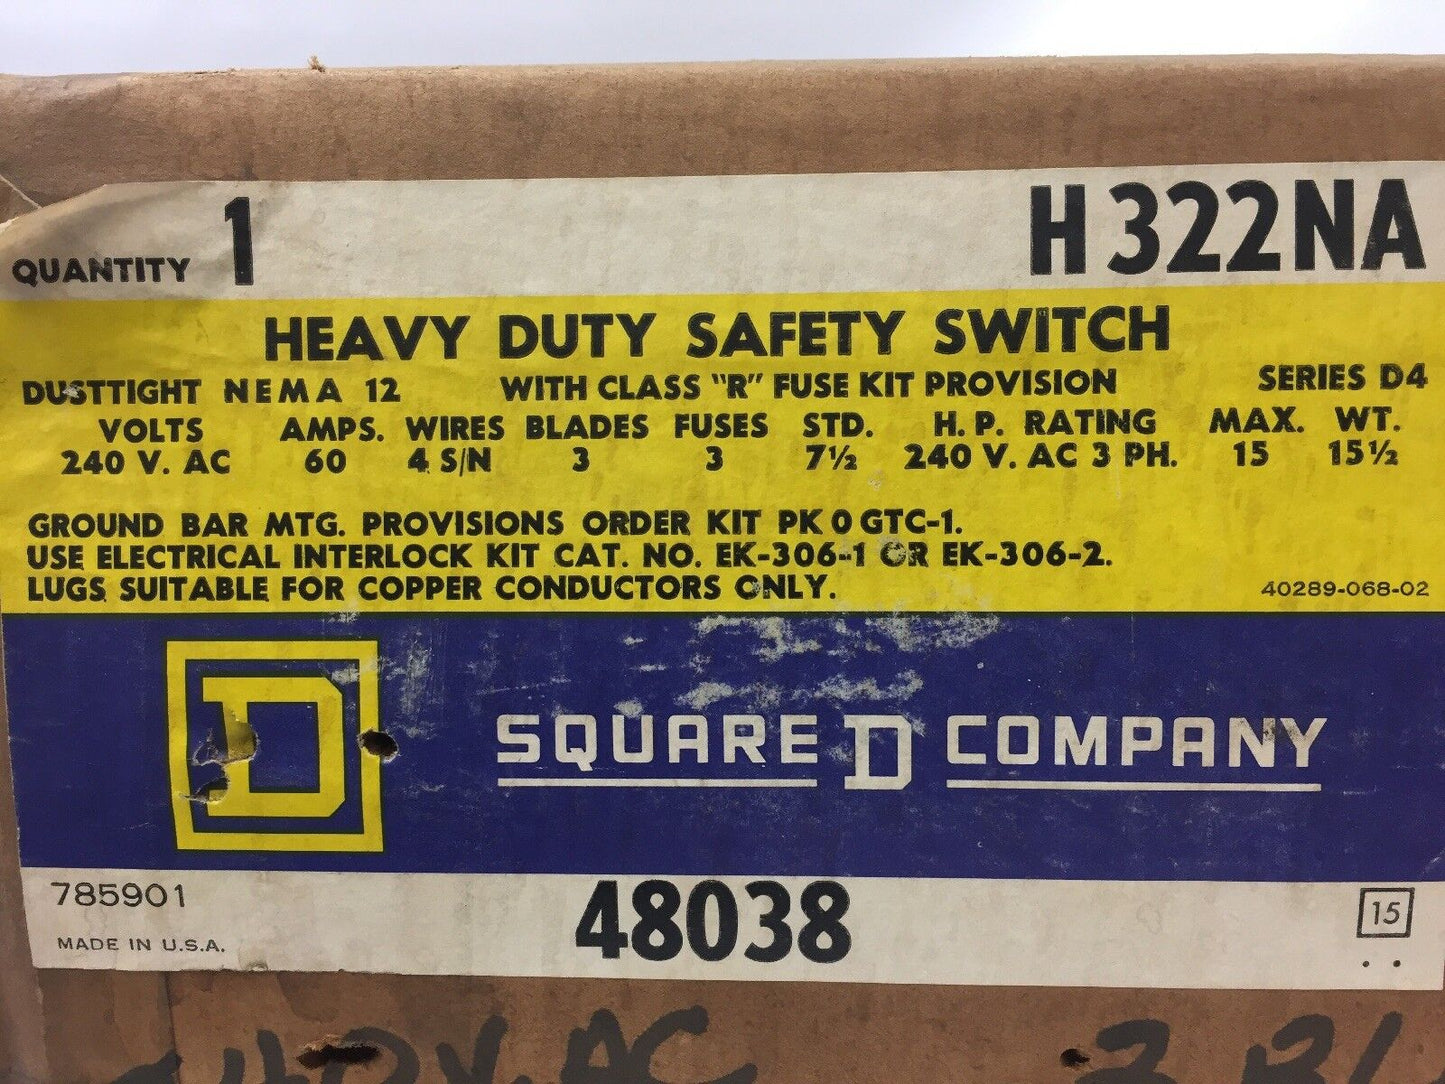 QUANTITY 1 H322NA
HEAVY DUTY SAFETY SWITCH
DUSTTIGHT NEMA 12 WITH CLASS "R" FUSE KIT PROVISION SERIES D4
VOLTS AMPS. WIRES BLADES FUSES STD. H.P. RATING MAX. WT.
240 V. AC 60 4 S/N 3 3 7½ 240 V. AC 3 PH. 15 15½
GROUND BAR MTG. PROVISIONS ORDER KIT PK 0 GTC-1.
USE ELECTRICAL INTERLOCK KIT CAT. NO. EK-306-1 OR EK-306-2.
LUGS SUITABLE FOR COPPER CONDUCTORS ONLY.
40289-068-02
D
SQUARE D COMPANY
785901 48038 15
MADE IN U.S.A.
240V.AC 3